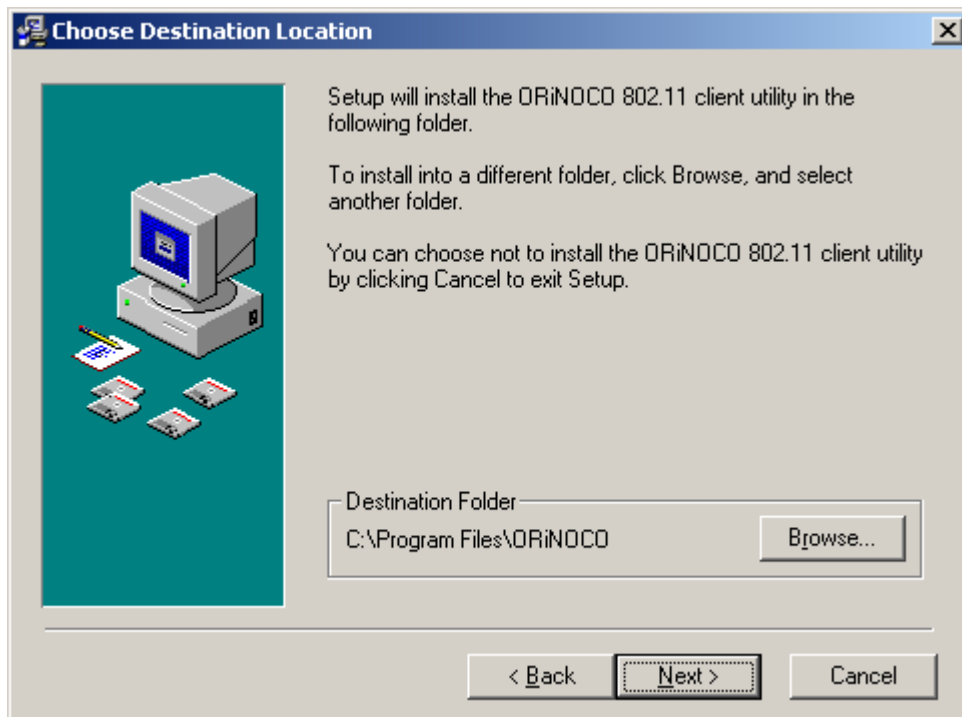 Choose Destination Location
Setup will install the ORiNOCO 802.11 client utility in the
following folder.
To install into a different folder, click Browse, and select
another folder.
You can choose not to install the ORiNOCO 802.11 client utility
by clicking Cancel to exit Setup.
Destination Folder
C:\Program Files\ORiNOCO
Browse...
< Back
Next >
Cancel